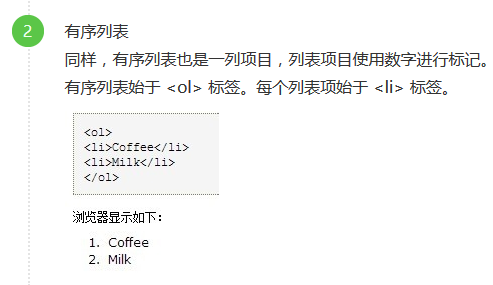 2
有序列表
同样，有序列表也是一列项目，列表项目使用数字进行标记。
有序列表始于 <ol> 标签。每个列表项始于 <li> 标签。
<ol>
<li>Coffee</li>
<li>Milk</li>
</ol>
浏览器显示如下：
1. Coffee
2. Milk